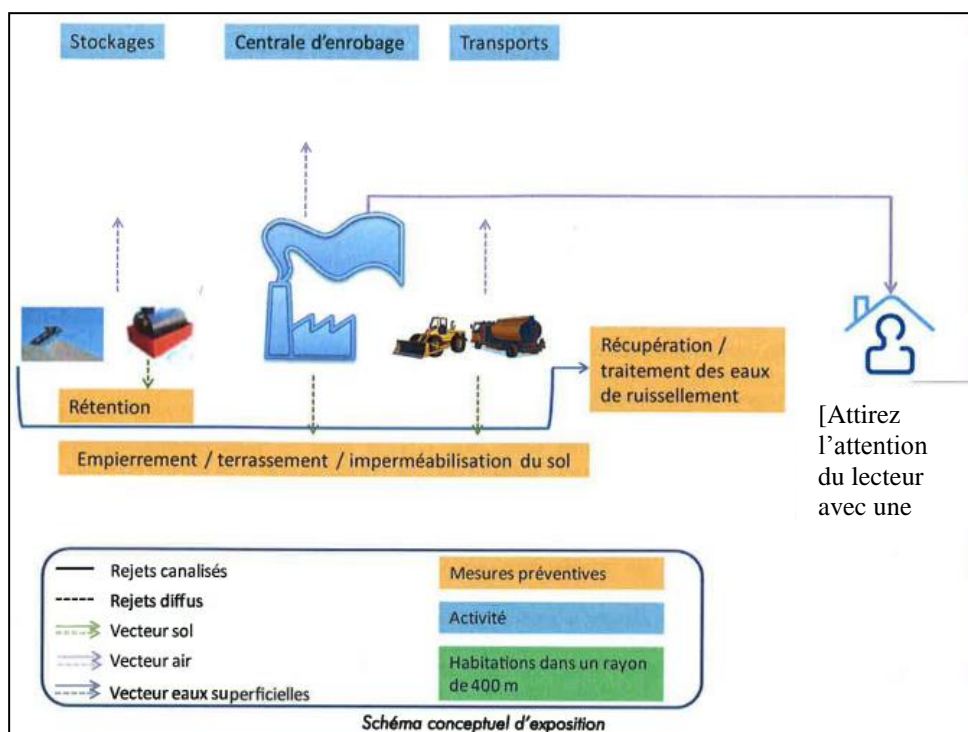 Stockages
Centrale d'enrobage
Transports
Récupération /
traitement des eaux
de ruissellement
Rétention
Empierrement / terrassement / imperméabilisation du sol
[Attirez
l'attention
du lecteur
avec une
Rejets canalisés
Rejets diffus
Vecteur sol
Vecteur air
Vecteur eaux superficielles
Mesures préventives
Activité
Habitations dans un rayon
de 400 m
Schéma conceptuel d'exposition